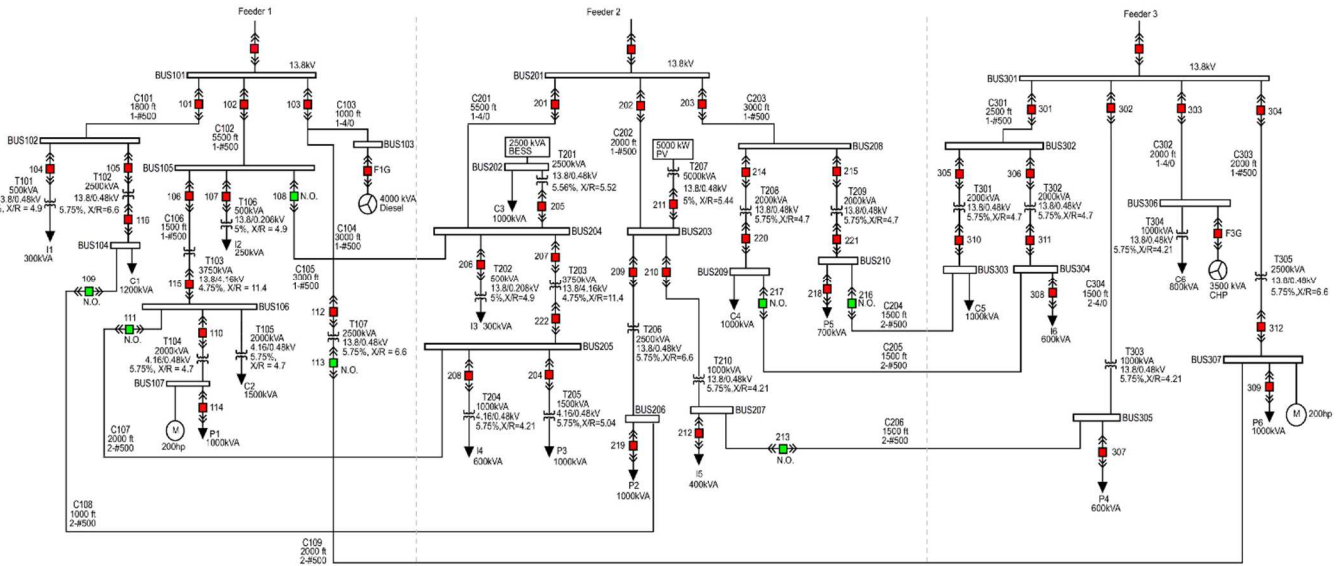 Feeder 1
Feeder 2
Feeder 3
13.8kV
BUS101
C101
1800 ft
1-#500
101
102
103
C103
1000 ft
1-4/0
C102
5500 ft
1-#500
BUS102
BUS103
104
105
T101
500kVA
13.8/0.48kV
X/R = 4.9
I1
300kVA
T102
2500kVA
13.8/0.48kV
5.75%, X/R=6.6
BUS104
C1
1200kVA
109
N.O.
BUS105
106
107
108
N.O.
F1G
4000 kVA
Diesel
C106
1500 ft
1-#500
T106
500kVA
13.8/0.208kV
5%, X/R = 4.9
I2
250kVA
C104
3000 ft
1-#500
T103
3750kVA
13.8/4.16kV
4.75%, X/R = 11.4
115
BUS106
111
N.O.
110
T104
2000kVA
4.16/0.48kV
5.75%, X/R = 4.7
T105
2000kVA
4.16/0.48kV
5.75%,
X/R = 4.7
BUS107
114
M
200hp
P1
1000kVA
C2
1500kVA
C105
3000 ft
1-#500
112
T107
2500kVA
13.8/0.48kV
5.75%, X/R = 6.6
113
N.O.
C107
2000 ft
2-#500
C108
1000 ft
2-#500
C109
2000 ft
2-#500
13.8kV
BUS201
C201
5500 ft
1-4/0
201
202
203
C203
3000 ft
1-#500
C202
2000 ft
1-#500
2500 kVA
BESS
BUS202
T201
2500kVA
13.8/0.48kV
5.56%, X/R=5.52
C3
1000kVA
205
5000 kW
PV
T207
5000kVA
13.8/0.48kV
5%, X/R=5.44
211
BUS204
BUS203
206
207
T202
500kVA
13.8/0.208kV
5%,X/R=4.9
I3 300kVA
T203
3750kVA
13.8/4.16kV
4.75%,X/R=11.4
222
BUS205
208
204
T204
1000kVA
4.16/0.48kV
5.75%,X/R=4.21
T205
1500kVA
4.16/0.48kV
5.75%,X/R=5.04
I4
600kVA
P3
1000kVA
209
210
T206
2500kVA
13.8/0.48kV
5.75%,X/R=6.6
BUS206
219
P2
1000kVA
T210
1000kVA
13.8/0.48kV
5.75%,X/R=4.21
BUS207
212
I5
400kVA
213
N.O.
BUS208
214
215
T208
2000kVA
13.8/0.48kV
5.75%,X/R=4.7
T209
2000kVA
13.8/0.48kV
5.75%,X/R=4.7
220
221
BUS209
BUS210
217
N.O.
C4
1000kVA
218
216
N.O.
P5
700kVA
C204
1500 ft
2-#500
C205
1500 ft
2-#500
C206
1500 ft
2-#500
13.8kV
BUS301
C301
2500 ft
1-#500
301
302
303
304
BUS302
305
306
T301
2000kVA
13.8/0.48kV
5.75%,X/R=4.7
T302
2000kVA
13.8/0.48kV
5.75%,X/R=4.7
310
311
BUS303
BUS304
C5
1000kVA
308
I6
600kVA
C304
1500 ft
2-4/0
T303
1000kVA
13.8/0.48kV
5.75%,X/R=4.21
BUS305
307
P4
600kVA
C302
2000 ft
1-4/0
C303
2000 ft
1-#500
BUS306
T304
1000kVA
13.8/0.48kV
5.75%,X/R=4.21
F3G
C6
800kVA
3500 kVA
CHP
T305
2500kVA
13.8/0.48kV
5.75%,X/R=6.6
312
BUS307
309
P6
1000kVA
M
200hp